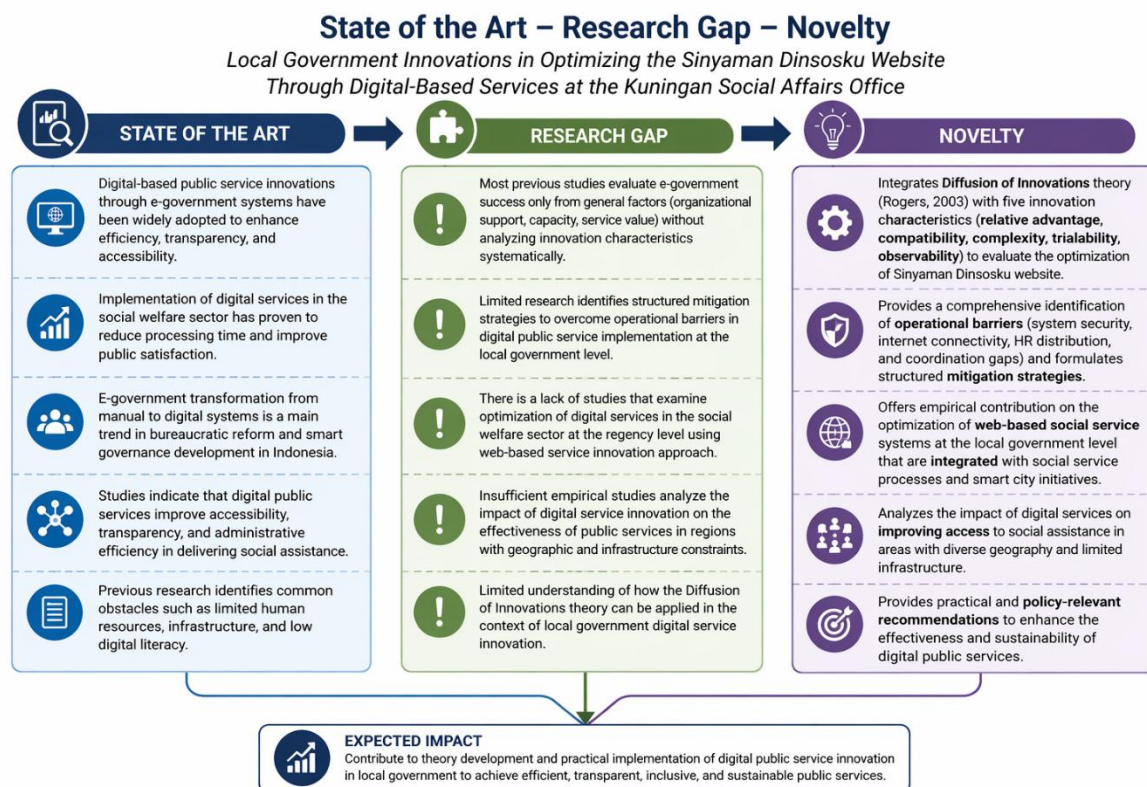 State of the Art – Research Gap – Novelty
Local Government Innovations in Optimizing the Sinyaman Dinsosku Website
Through Digital-Based Services at the Kuningan Social Affairs Office
STATE OF THE ART
Digital-based public service innovations
through e-government systems have
been widely adopted to enhance
efficiency, transparency, and
accessibility.
Implementation of digital services in the
social welfare sector has proven to
reduce processing time and improve
public satisfaction.
E-government transformation from
manual to digital systems is a main
trend in bureaucratic reform and smart
governance development in Indonesia.
Studies indicate that digital public
services improve accessibility,
transparency, and administrative
efficiency in delivering social assistance.
Previous research identifies common
obstacles such as limited human
resources, infrastructure, and low
digital literacy.
RESEARCH GAP
Most previous studies evaluate e-government
success only from general factors (organizational
support, capacity, service value) without
analyzing innovation characteristics
systematically.
Limited research identifies structured mitigation
strategies to overcome operational barriers in
digital public service implementation at the
local government level.
There is a lack of studies that examine
optimization of digital services in the social
welfare sector at the regency level using
web-based service innovation approach.
Insufficient empirical studies analyze the
impact of digital service innovation on the
effectiveness of public services in regions
with geographic and infrastructure constraints.
Limited understanding of how the Diffusion
of Innovations theory can be applied in the
context of local government digital service
innovation.
NOVELTY
Integrates Diffusion of Innovations theory
(Rogers, 2003) with five innovation
characteristics (relative advantage,
compatibility, complexity, trialability,
observability) to evaluate the optimization
of Sinyaman Dinsosku website.
Provides a comprehensive identification
of operational barriers (system security,
internet connectivity, HR distribution,
and coordination gaps) and formulates
structured mitigation strategies.
Offers empirical contribution on the
optimization of web-based social service
systems at the local government level
that are integrated with social service
processes and smart city initiatives.
Analyzes the impact of digital services on
improving access to social assistance in
areas with diverse geography and limited
infrastructure.
Provides practical and policy-relevant
recommendations to enhance the
effectiveness and sustainability of
digital public services.
EXPECTED IMPACT
Contribute to theory development and practical implementation of digital public service innovation
in local government to achieve efficient, transparent, inclusive, and sustainable public services.